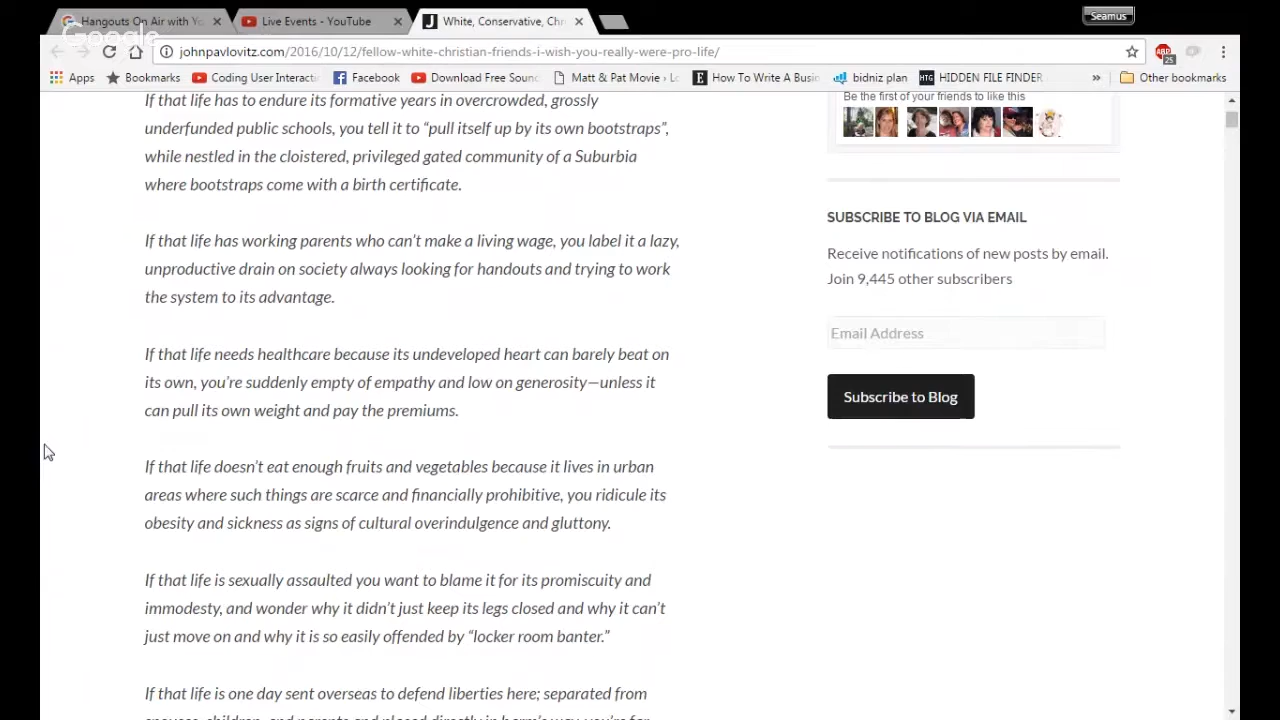 Seamus
Hangouts On Air with Yo
Live Events - YouTube
White, Conservative, Chr
Google
johnpavlovitz.com/2016/10/12/fellow-white-christian-friends-i-wish-you-really-were-pro-life/
ABP
25
Apps
Bookmarks
Coding User Interact
Facebook
Download Free Soun
Matt & Pat Movie › Lo
How To Write A Busin
bidniz plan
HTG
HIDDEN FILE FINDER
»
Other bookmarks
If that life has to endure its formative years in overcrowded, grossly
underfunded public schools, you tell it to “pull itself up by its own bootstraps”,
while nestled in the cloistered, privileged gated community of a Suburbia
where bootstraps come with a birth certificate.
If that life has working parents who can’t make a living wage, you label it a lazy,
unproductive drain on society always looking for handouts and trying to work
the system to its advantage.
If that life needs healthcare because its undeveloped heart can barely beat on
its own, you’re suddenly empty of empathy and low on generosity—unless it
can pull its own weight and pay the premiums.
If that life doesn’t eat enough fruits and vegetables because it lives in urban
areas where such things are scarce and financially prohibitive, you ridicule its
obesity and sickness as signs of cultural overindulgence and gluttony.
If that life is sexually assaulted you want to blame it for its promiscuity and
immodesty, and wonder why it didn’t just keep its legs closed and why it can’t
just move on and why it is so easily offended by “locker room banter.”
If that life is one day sent overseas to defend liberties here; separated from
Be the first of your friends to like this
SUBSCRIBE TO BLOG VIA EMAIL
Receive notifications of new posts by email.
Join 9,445 other subscribers
Email Address
Subscribe to Blog